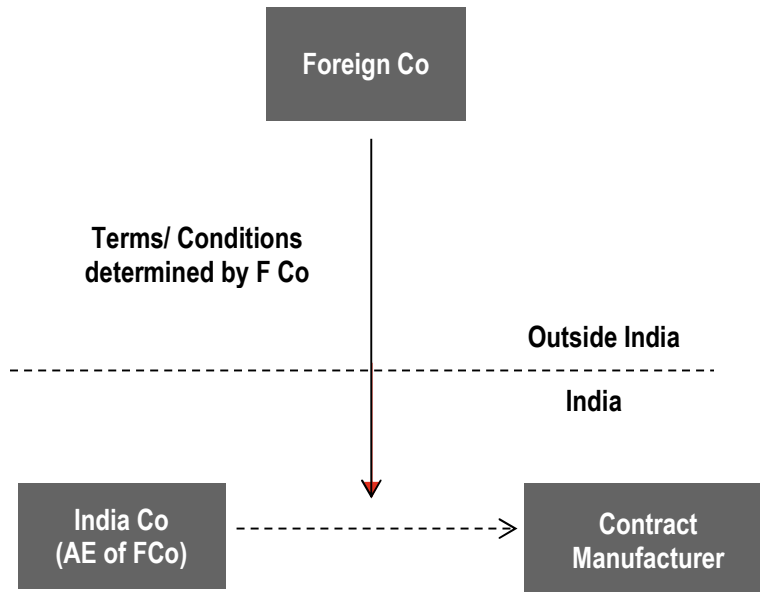 Foreign Co
Terms/ Conditions
determined by F Co
Outside India
India
India Co
(AE of FCo)
Contract
Manufacturer